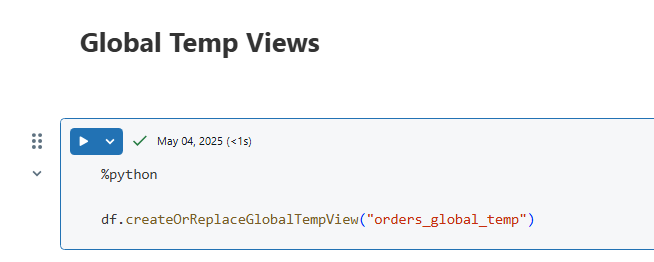 Global Temp Views
May 04, 2025 (<1s)
%python
df.createOrReplaceGlobalTempView("orders_global_temp")